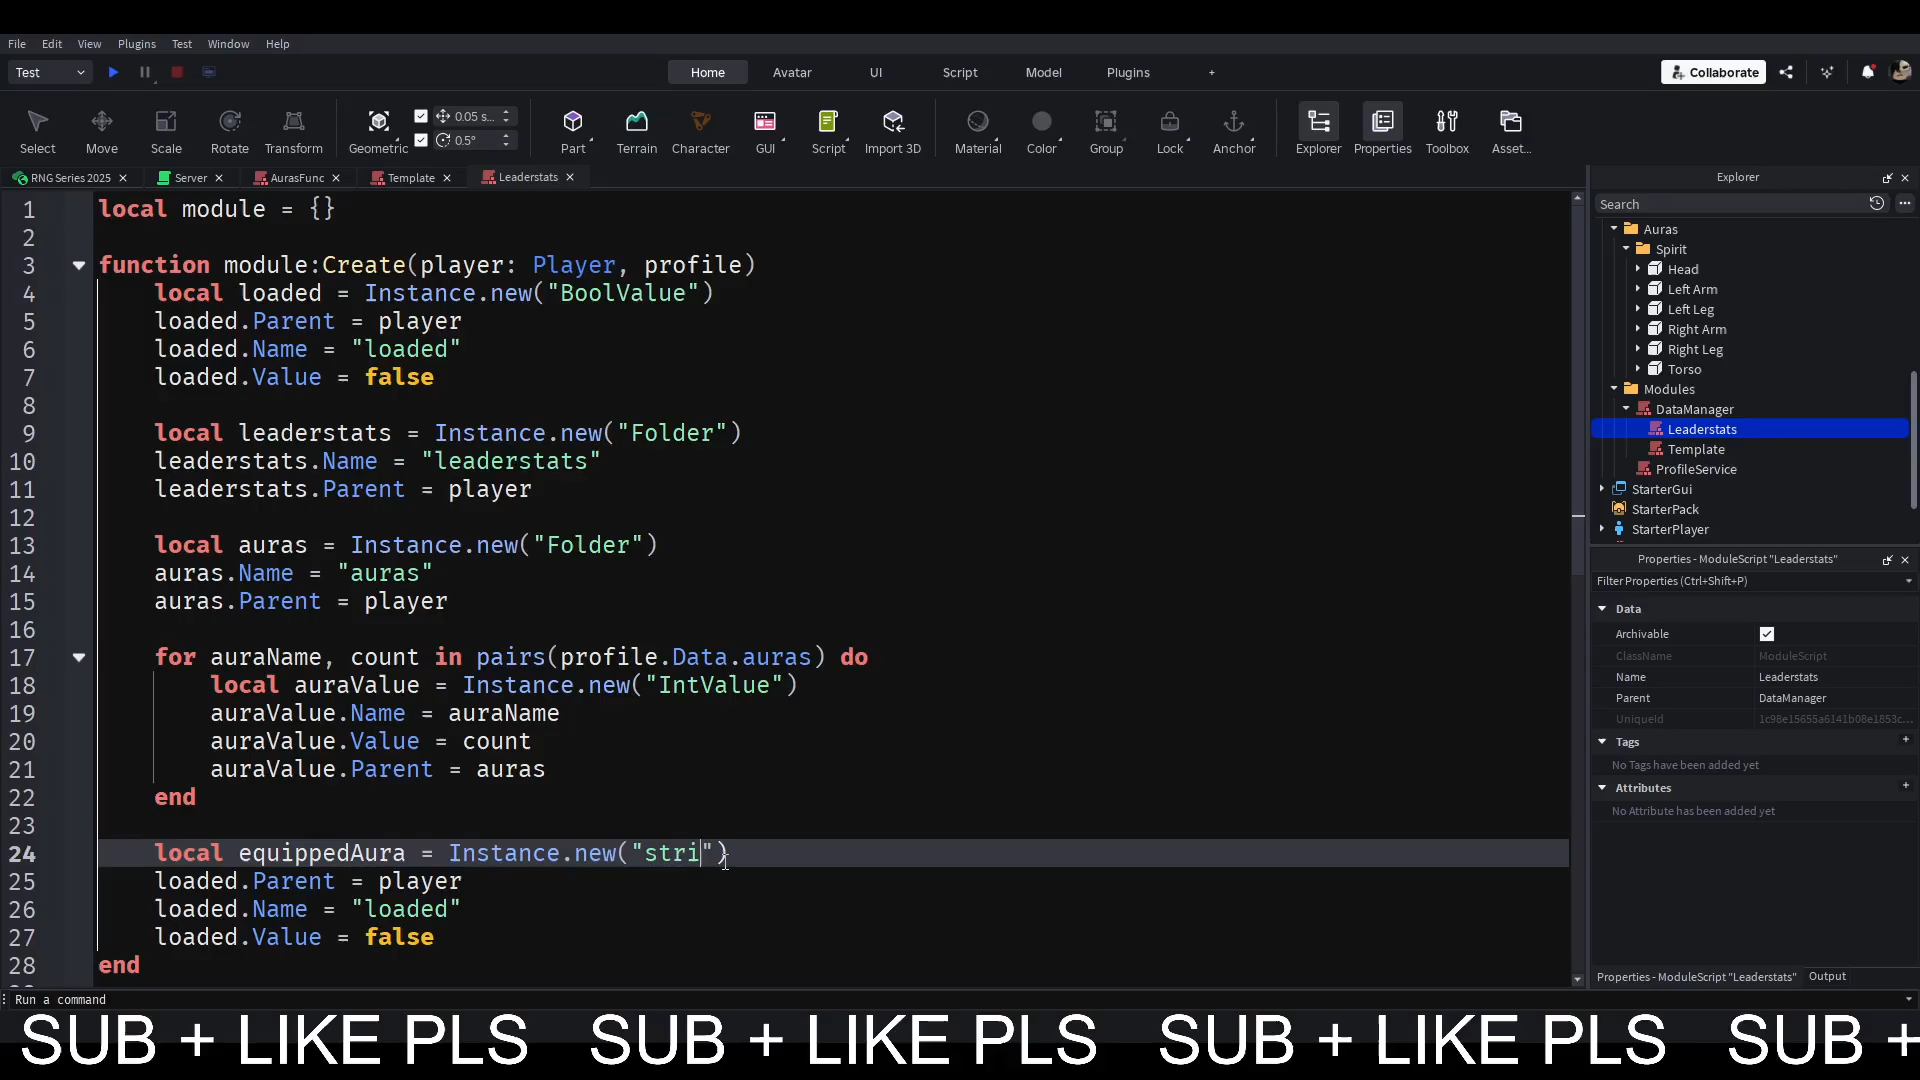 File Edit View Plugins Test Window Help
Test Home Avatar UI Script Model Plugins + Collaborate
Select Move Scale Rotate Transform Geometric 0.05 s... 0.5° Part Terrain Character GUI Script Import 3D Material Color Group Lock Anchor Explorer Properties Toolbox Asset...
RNG Series 2025 Server AurasFunc Template Leaderstats
1 local module = {}
2
3 function module:Create(player: Player, profile)
4 local loaded = Instance.new("BoolValue")
5 loaded.Parent = player
6 loaded.Name = "loaded"
7 loaded.Value = false
8
9 local leaderstats = Instance.new("Folder")
10 leaderstats.Name = "leaderstats"
11 leaderstats.Parent = player
12
13 local auras = Instance.new("Folder")
14 auras.Name = "auras"
15 auras.Parent = player
16
17 for auraName, count in pairs(profile.Data.auras) do
18 local auraValue = Instance.new("IntValue")
19 auraValue.Name = auraName
20 auraValue.Value = count
21 auraValue.Parent = auras
22 end
23
24 local equippedAura = Instance.new("stri")
25 loaded.Parent = player
26 loaded.Name = "loaded"
27 loaded.Value = false
28 end
Explorer
Search
Auras
Spirit
Head
Left Arm
Left Leg
Right Arm
Right Leg
Torso
Modules
DataManager
Leaderstats
Template
ProfileService
StarterGui
StarterPack
StarterPlayer
Properties - ModuleScript "Leaderstats"
Filter Properties (Ctrl+Shift+P)
Data
Archivable
ClassName ModuleScript
Name Leaderstats
Parent DataManager
UniqueId 1c98e15655a6141b08e1853c...
Tags +
No Tags have been added yet
Attributes +
No Attribute has been added yet
Properties - ModuleScript "Leaderstats" Output
Run a command
SUB + LIKE PLS SUB + LIKE PLS SUB + LIKE PLS SUB +